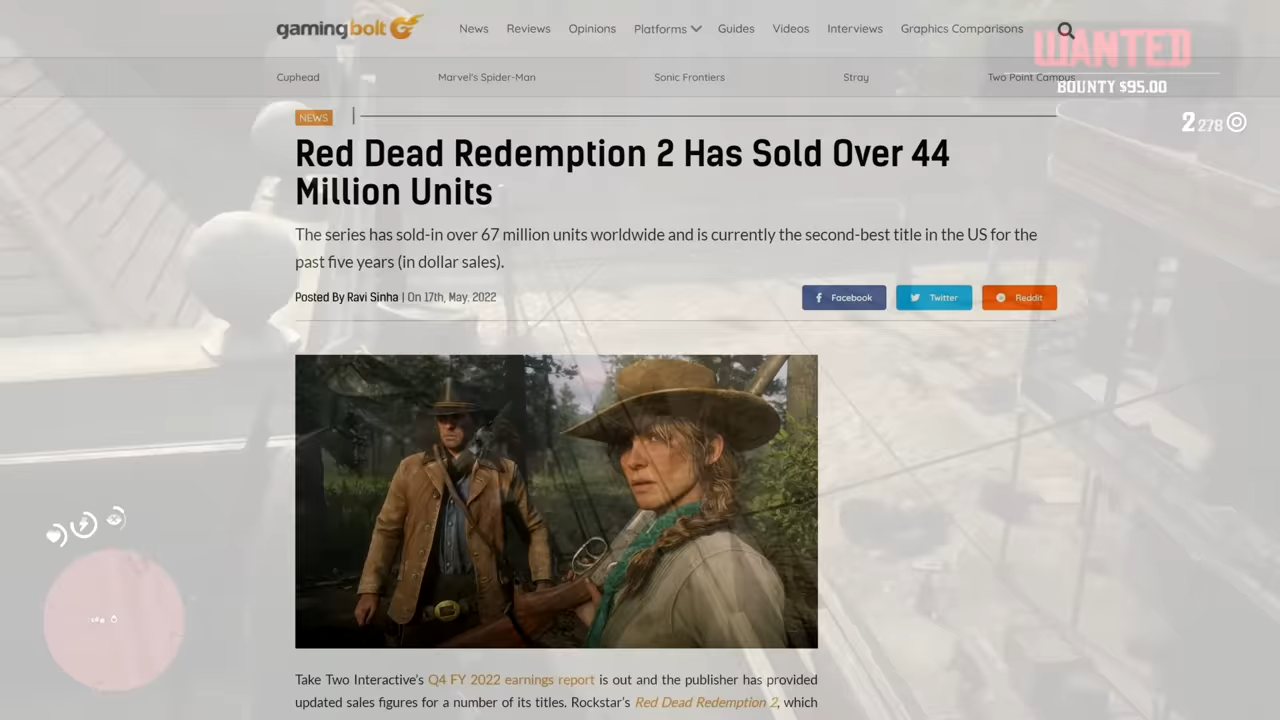 gamingbolt
News Reviews Opinions Platforms Guides Videos Interviews Graphics Comparisons
WANTED
Cuphead Marvel's Spider-Man Sonic Frontiers Stray Two Point Campus
BOUNTY $95.00
NEWS
2 278
Red Dead Redemption 2 Has Sold Over 44
Million Units
The series has sold-in over 67 million units worldwide and is currently the second-best title in the US for the
past five years (in dollar sales).
Posted By Ravi Sinha | On 17th, May. 2022
Facebook Twitter Reddit
Take Two Interactive's Q4 FY 2022 earnings report is out and the publisher has provided
updated sales figures for a number of its titles. Rockstar's Red Dead Redemption 2, which